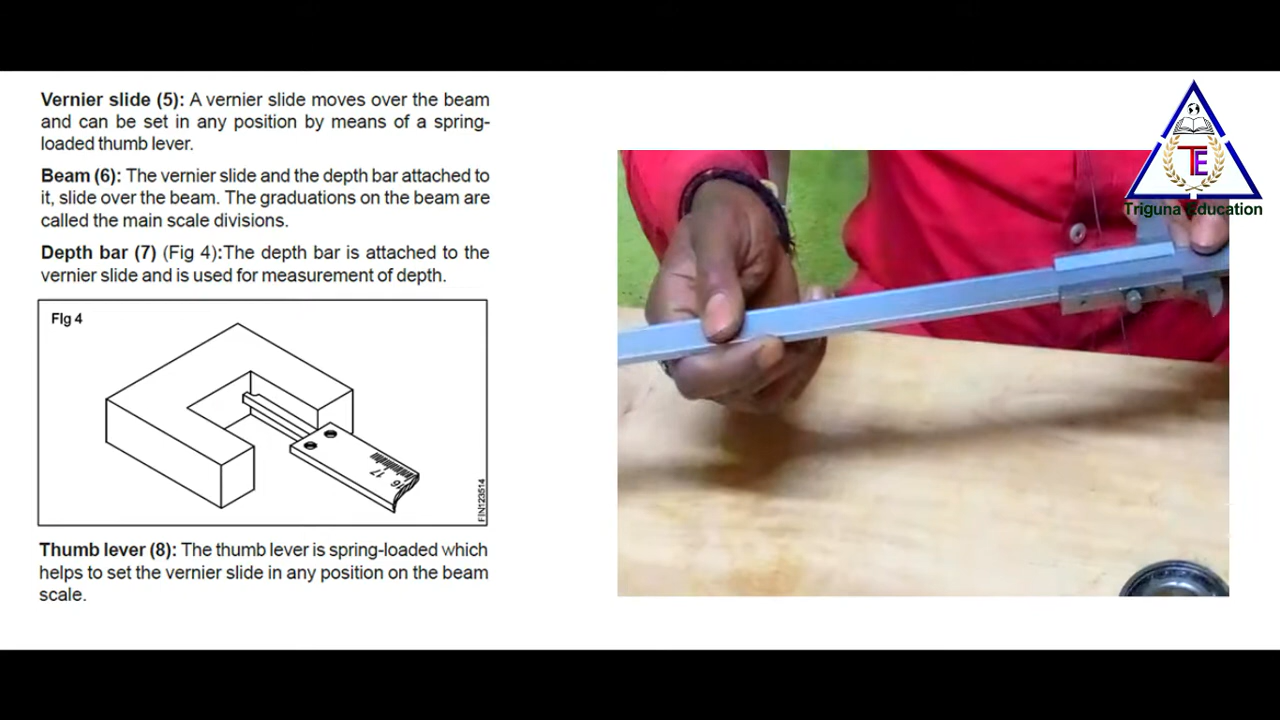 Vernier slide (5): A vernier slide moves over the beam
and can be set in any position by means of a spring-
loaded thumb lever.
Beam (6): The vernier slide and the depth bar attached to
it, slide over the beam. The graduations on the beam are
called the main scale divisions.
Depth bar (7) (Fig 4):The depth bar is attached to the
vernier slide and is used for measurement of depth.
FIg 4
17
16
FIN123514
Thumb lever (8): The thumb lever is spring-loaded which
helps to set the vernier slide in any position on the beam
scale.
TE
Triguna Education